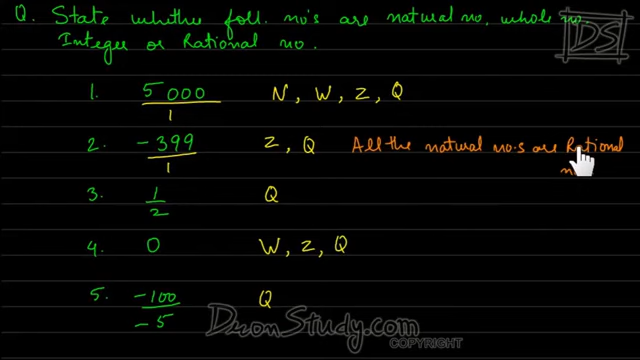 Q. State whithe foll. no's are natural no, whole no.
Integer or Rational no.
DS
1. 5000/1 N, W, Z, Q
2. -399/1 Z, Q All the natural no.s are Rational
3. 1/2 Q
4. 0 W, Z, Q
5. -100/-5 Q
DronStudy.com
COPYRIGHT